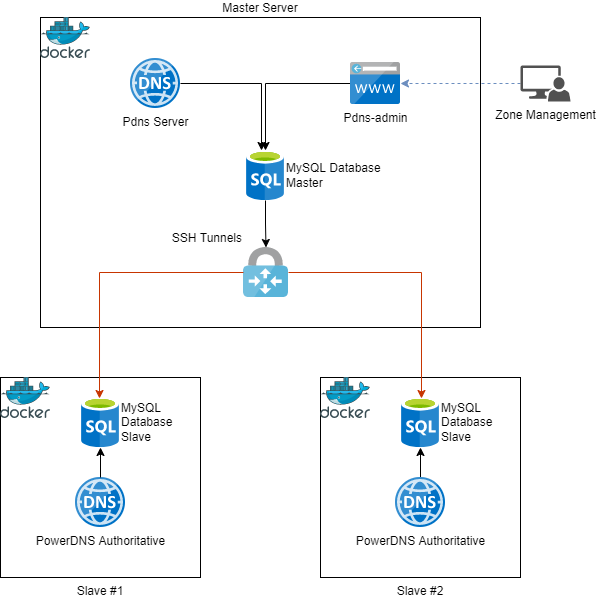 Master Server
docker
DNS
WWW
Pdns Server
Pdns-admin
Zone Management
SQL
MySQL Database
Master
SSH Tunnels
docker
SQL
MySQL
Database
Slave
DNS
PowerDNS Authoritative
Slave #1
docker
SQL
MySQL
Database
Slave
DNS
PowerDNS Authoritative
Slave #2